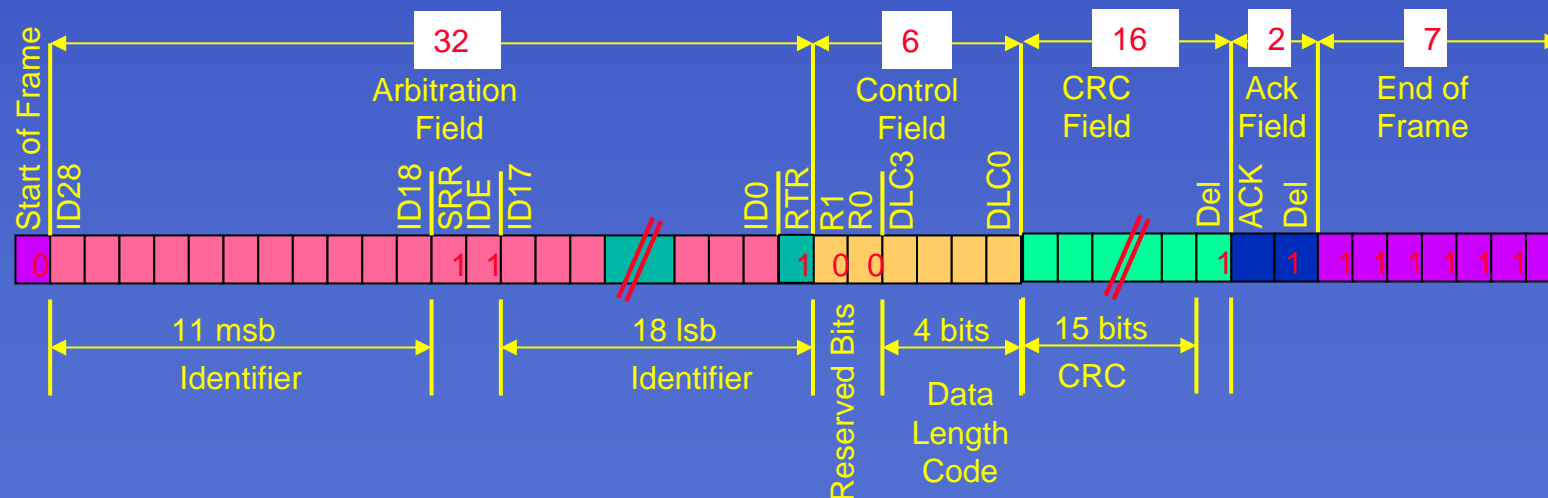 32
6
16
2
7
Start of Frame
Arbitration
Field
Control
Field
CRC
Field
Ack
Field
End of
Frame
ID28
ID18
SRR
IDE
ID17
ID0
RTR
R1
R0
DLC3
DLC0
Del
ACK
Del
0
1
1
1
0
0
1
1
1
1
1
1
1
1
11 msb
Identifier
18 lsb
Identifier
Reserved Bits
4 bits
Data
Length
Code
15 bits
CRC